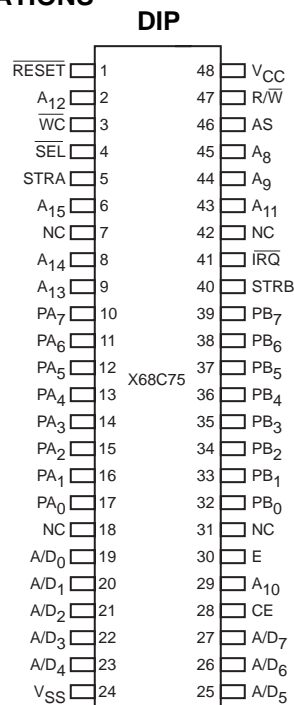 ATIONS
DIP
RESET 1 48 VCC
A12 2 47 R/W
WC 3 46 AS
SEL 4 45 A8
STRA 5 44 A9
A15 6 43 A11
NC 7 42 NC
A14 8 41 IRQ
A13 9 40 STRB
PA7 10 39 PB7
PA6 11 38 PB6
PA5 12 37 PB5
X68C75
PA4 13 36 PB4
PA3 14 35 PB3
PA2 15 34 PB2
PA1 16 33 PB1
PA0 17 32 PB0
NC 18 31 NC
A/D0 19 30 E
A/D1 20 29 A10
A/D2 21 28 CE
A/D3 22 27 A/D7
A/D4 23 26 A/D6
VSS 24 25 A/D5